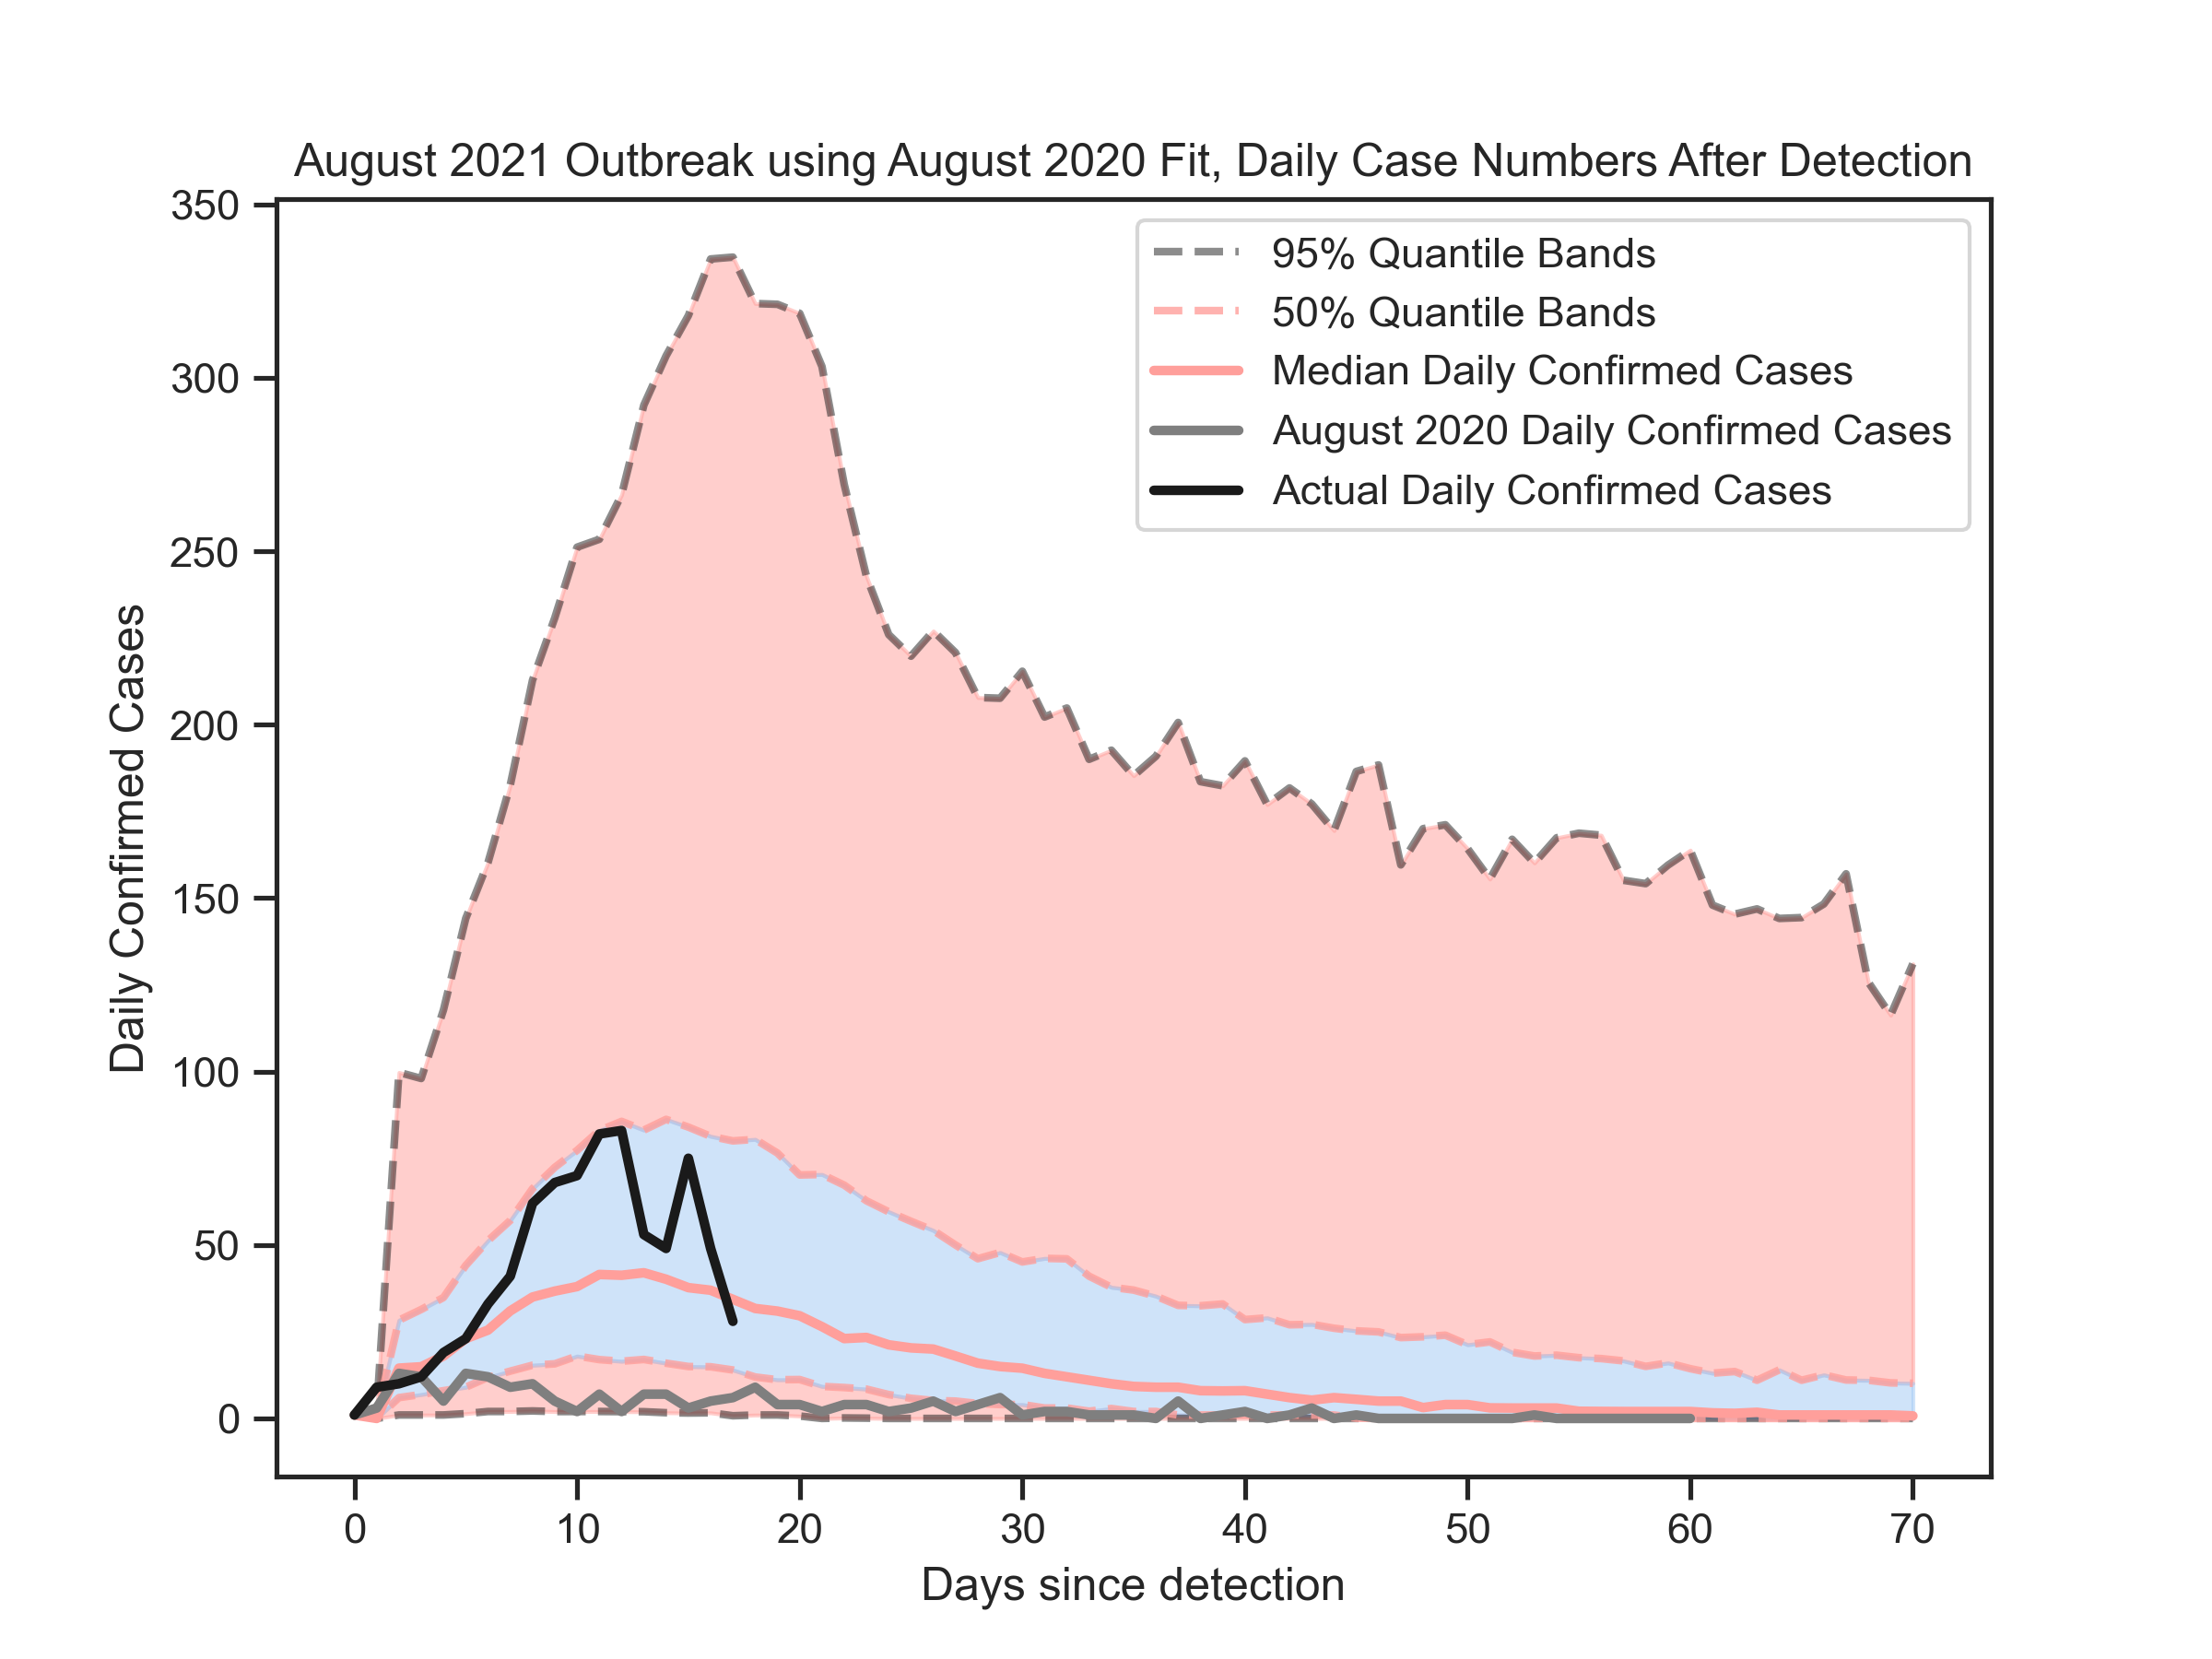 August 2021 Outbreak using August 2020 Fit, Daily Case Numbers After Detection
350
300
250
200
150
100
50
0
Daily Confirmed Cases
95% Quantile Bands
50% Quantile Bands
Median Daily Confirmed Cases
August 2020 Daily Confirmed Cases
Actual Daily Confirmed Cases
0 10 20 30 40 50 60 70
Days since detection